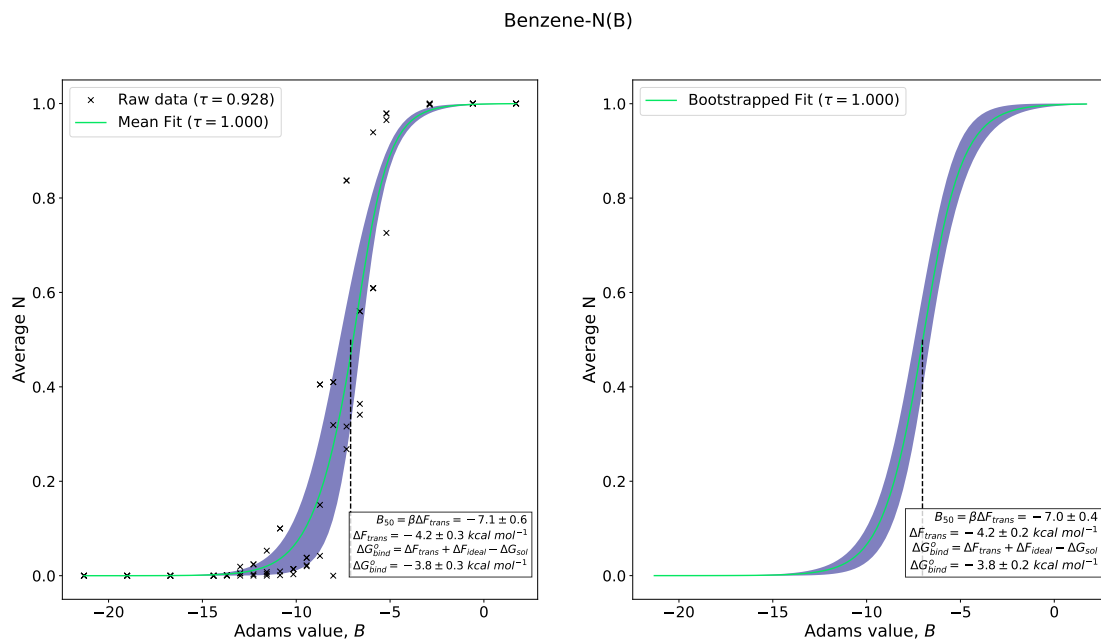 Benzene-N(B)
Raw data (τ = 0.928)
Mean Fit (τ = 1.000)
1.0
0.8
0.6
0.4
0.2
0.0
Average N
−20
−15
−10
−5
0
Adams value, B
B₅₀ = βΔF_trans = − 7.1 ± 0.6
ΔF_trans = − 4.2 ± 0.3 kcal mol⁻¹
ΔG°_bind = ΔF_trans + ΔF_ideal − ΔG_sol
ΔG°_bind = − 3.8 ± 0.3 kcal mol⁻¹
Bootstrapped Fit (τ = 1.000)
1.0
0.8
0.6
0.4
0.2
0.0
Average N
−20
−15
−10
−5
0
Adams value, B
B₅₀ = βΔF_trans = − 7.0 ± 0.4
ΔF_trans = − 4.2 ± 0.2 kcal mol⁻¹
ΔG°_bind = ΔF_trans + ΔF_ideal − ΔG_sol
ΔG°_bind = − 3.8 ± 0.2 kcal mol⁻¹